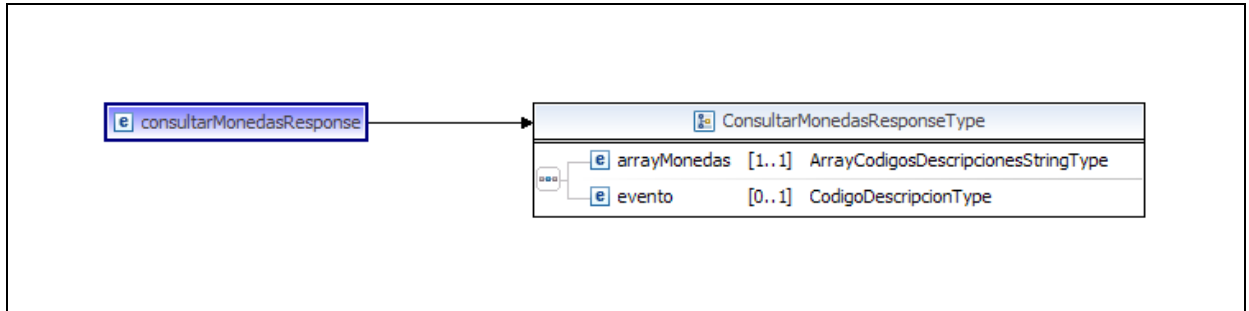 e consultarMonedasResponse
ConsultarMonedasResponseType
e arrayMonedas [1..1] ArrayCodigosDescripcionesStringType
e evento [0..1] CodigoDescripcionType